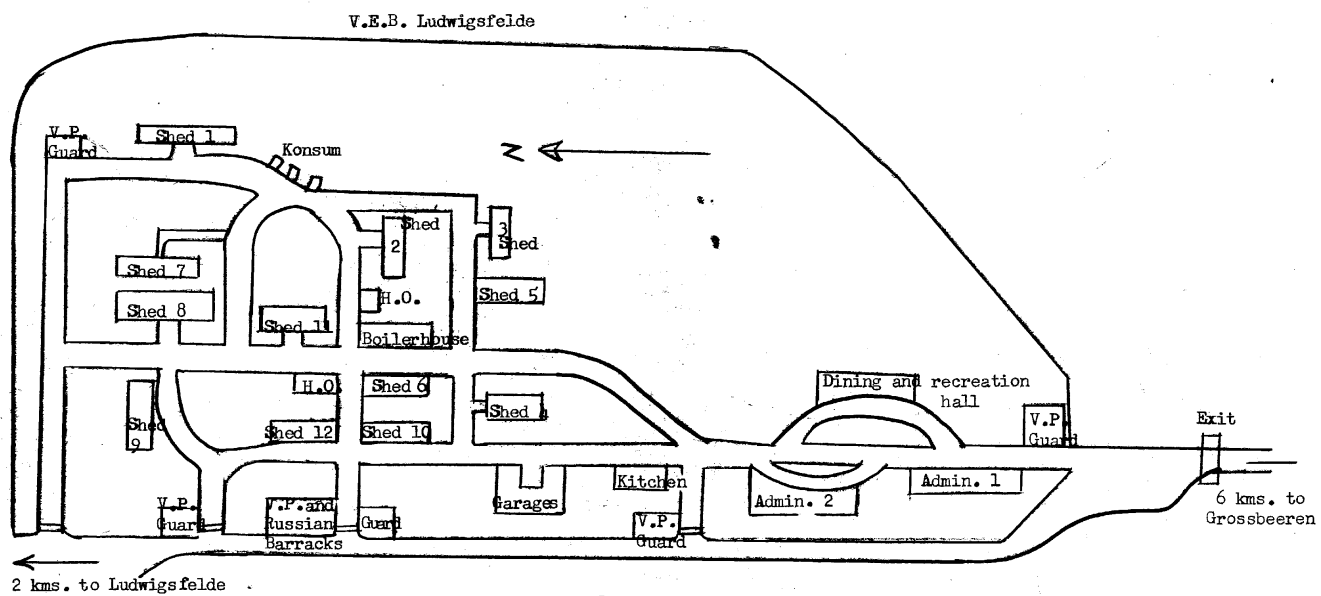 V.E.B. Ludwigsfelde
V.P.
Guard
Shed 1
Konsum
N
Shed
2
3
Shed
Shed 7
Shed 8
Shed 11
H.O.
Shed 5
Boilerhouse
H.O.
Shed 6
Shed 4
Shed 9
Shed 12
Shed 10
Dining and recreation
hall
V.P.
Guard
Exit
Kitchen
Garages
Admin. 2
Admin. 1
V.P.
Guard
V.P. and
Russian
Barracks
Guard
V.P.
Guard
6 kms. to
Grossbeeren
2 kms. to Ludwigsfelde